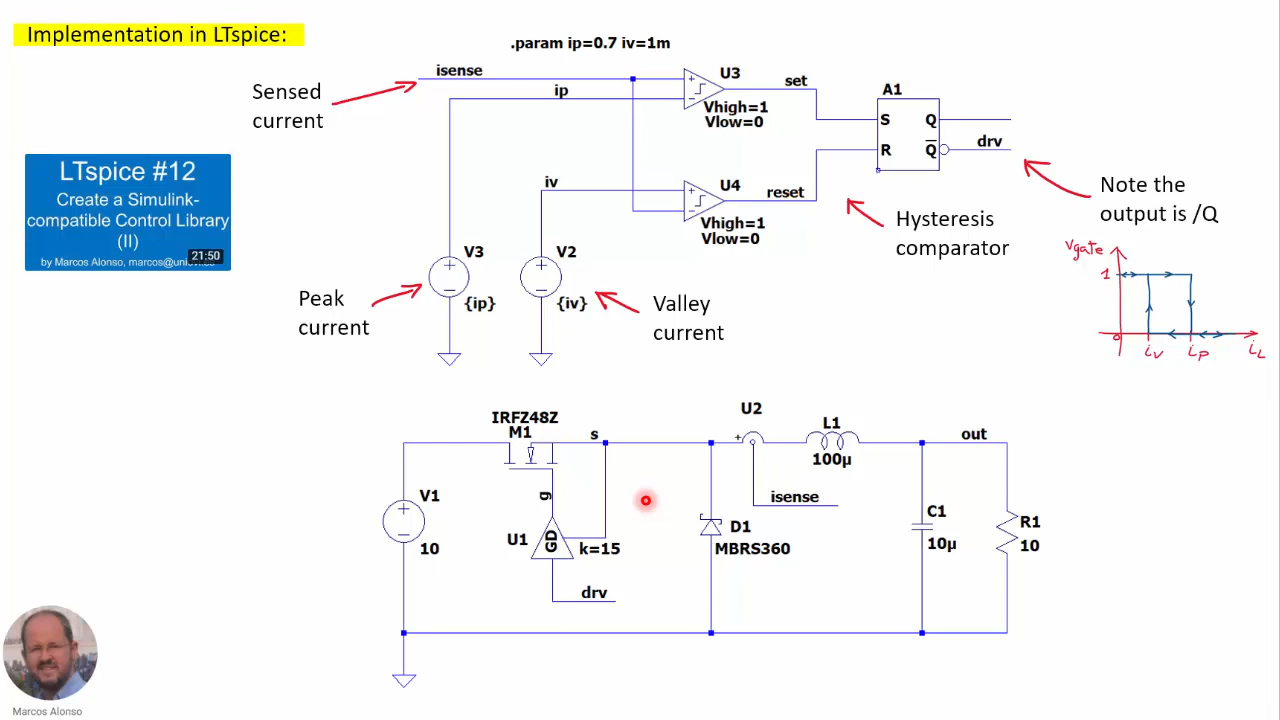 Implementation in LTspice:
.param ip=0.7 iv=1m
isense
Sensed
current
ip
U3
+
−
Vhigh=1
Vlow=0
set
A1
S
Q
R
Q
drv
LTspice #12
Create a Simulink-
compatible Control Library
(II)
by Marcos Alonso, marcos@uniovi.es
21:50
iv
U4
+
−
reset
Vhigh=1
Vlow=0
Note the
output is /Q
Hysteresis
comparator
V3
+
−
{ip}
V2
+
−
{iv}
Peak
current
Valley
current
vgate
1
0
iv
ip
iL
IRFZ48Z
M1
s
U2
+
L1
100µ
out
g
V1
+
−
10
U1
GD
k=15
drv
isense
D1
MBRS360
C1
10µ
R1
10
Marcos Alonso